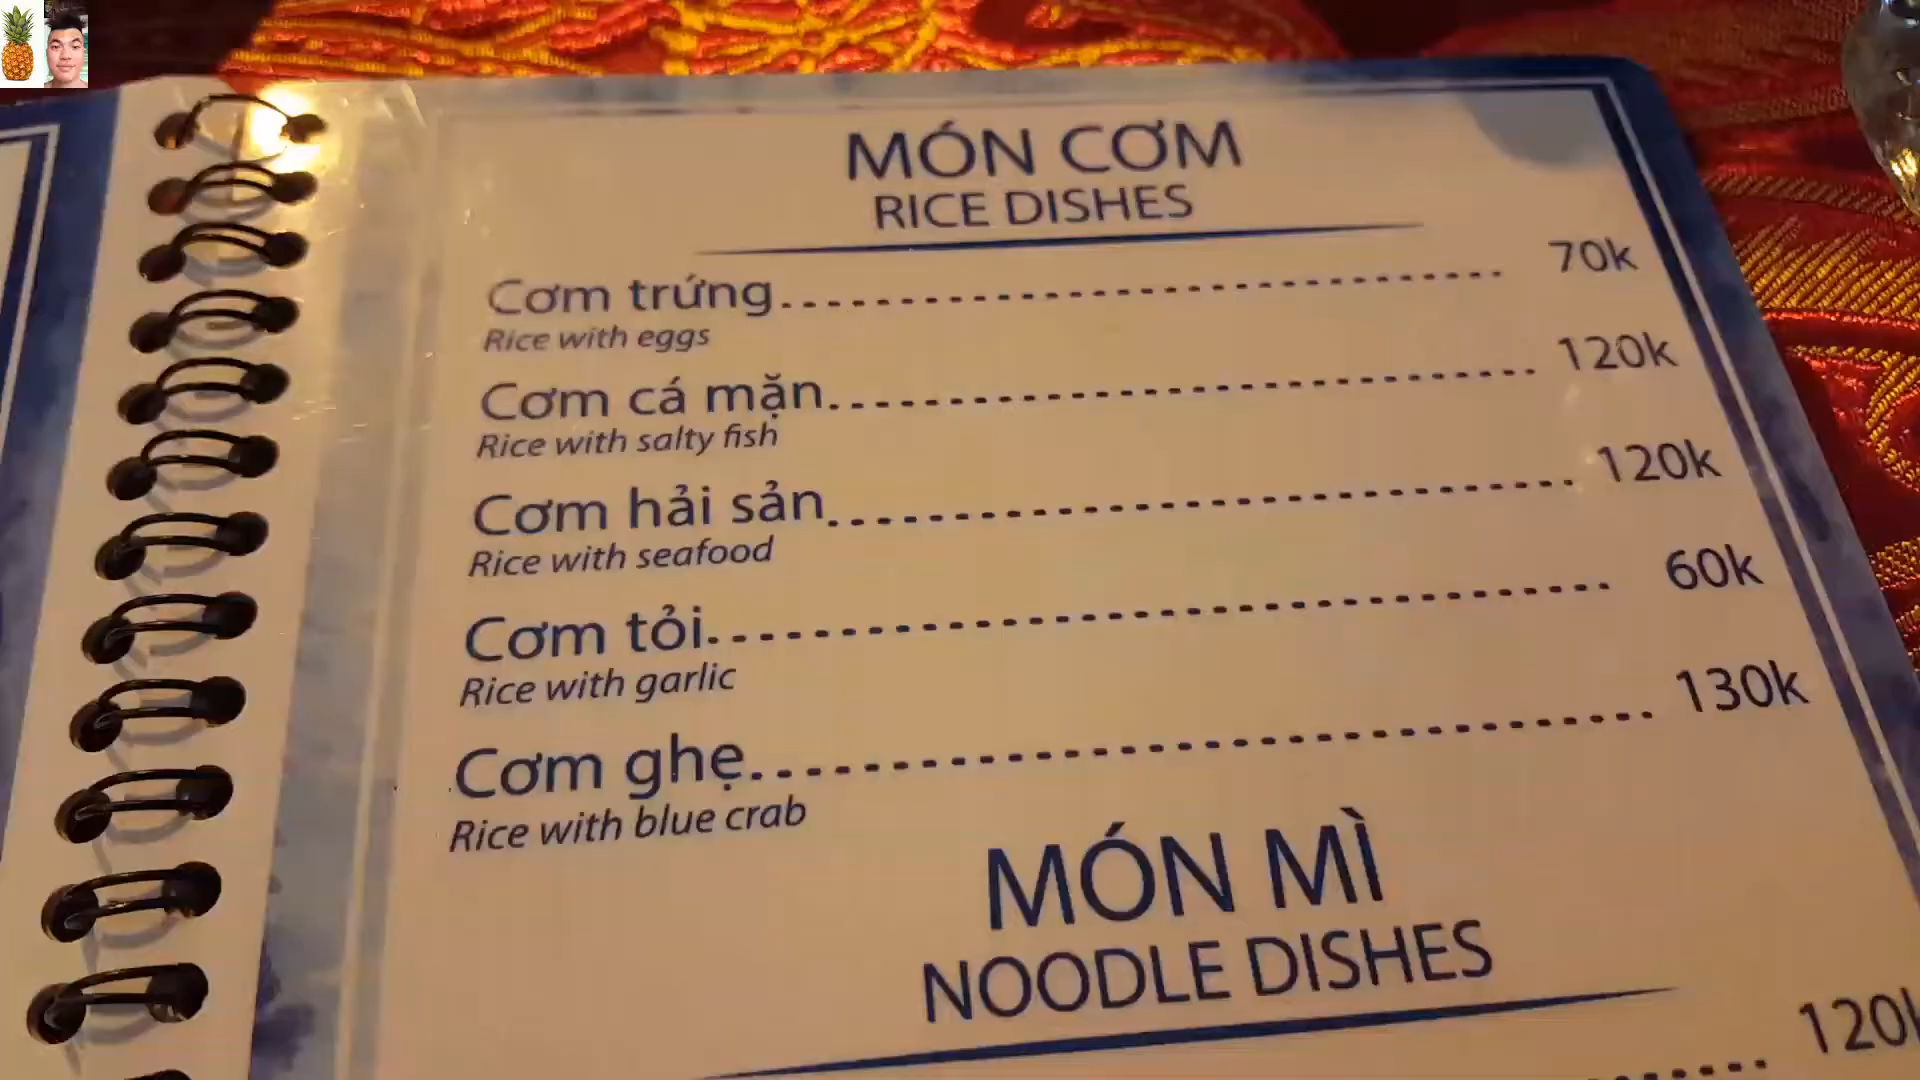 MÓN CƠM
RICE DISHES
Cơm trứng................................ 70k
Rice with eggs
Cơm cá mặn................................ 120k
Rice with salty fish
Cơm hải sản................................ 120k
Rice with seafood
Cơm tỏi................................ 60k
Rice with garlic
Cơm ghẹ................................ 130k
Rice with blue crab
MÓN MÌ
NOODLE DISHES
120k